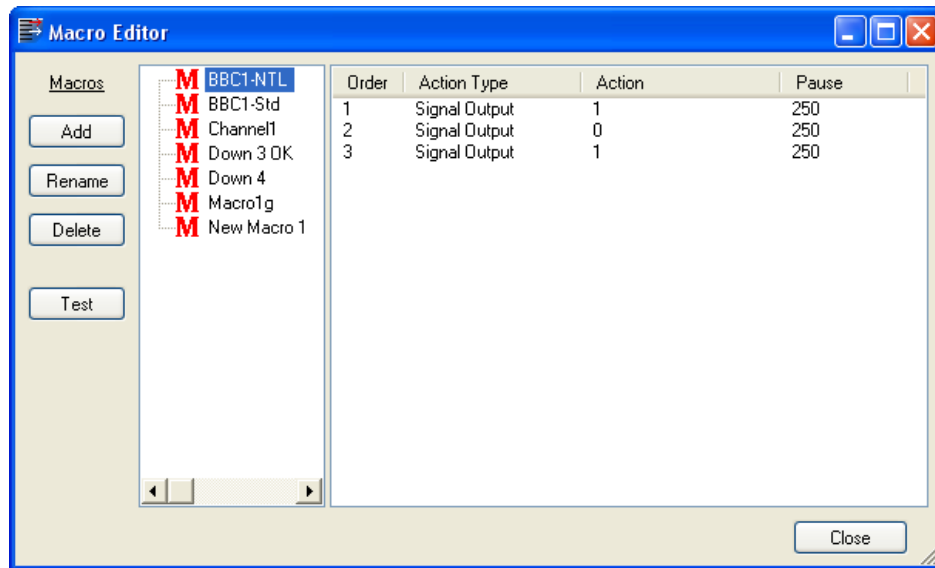 Macro Editor
Macros
Add
Rename
Delete
Test
M BBC1-NTL
M BBC1-Std
M Channel1
M Down 3 OK
M Down 4
M Macro1g
M New Macro 1
Order Action Type Action Pause
1 Signal Output 1 250
2 Signal Output 0 250
3 Signal Output 1 250
Close